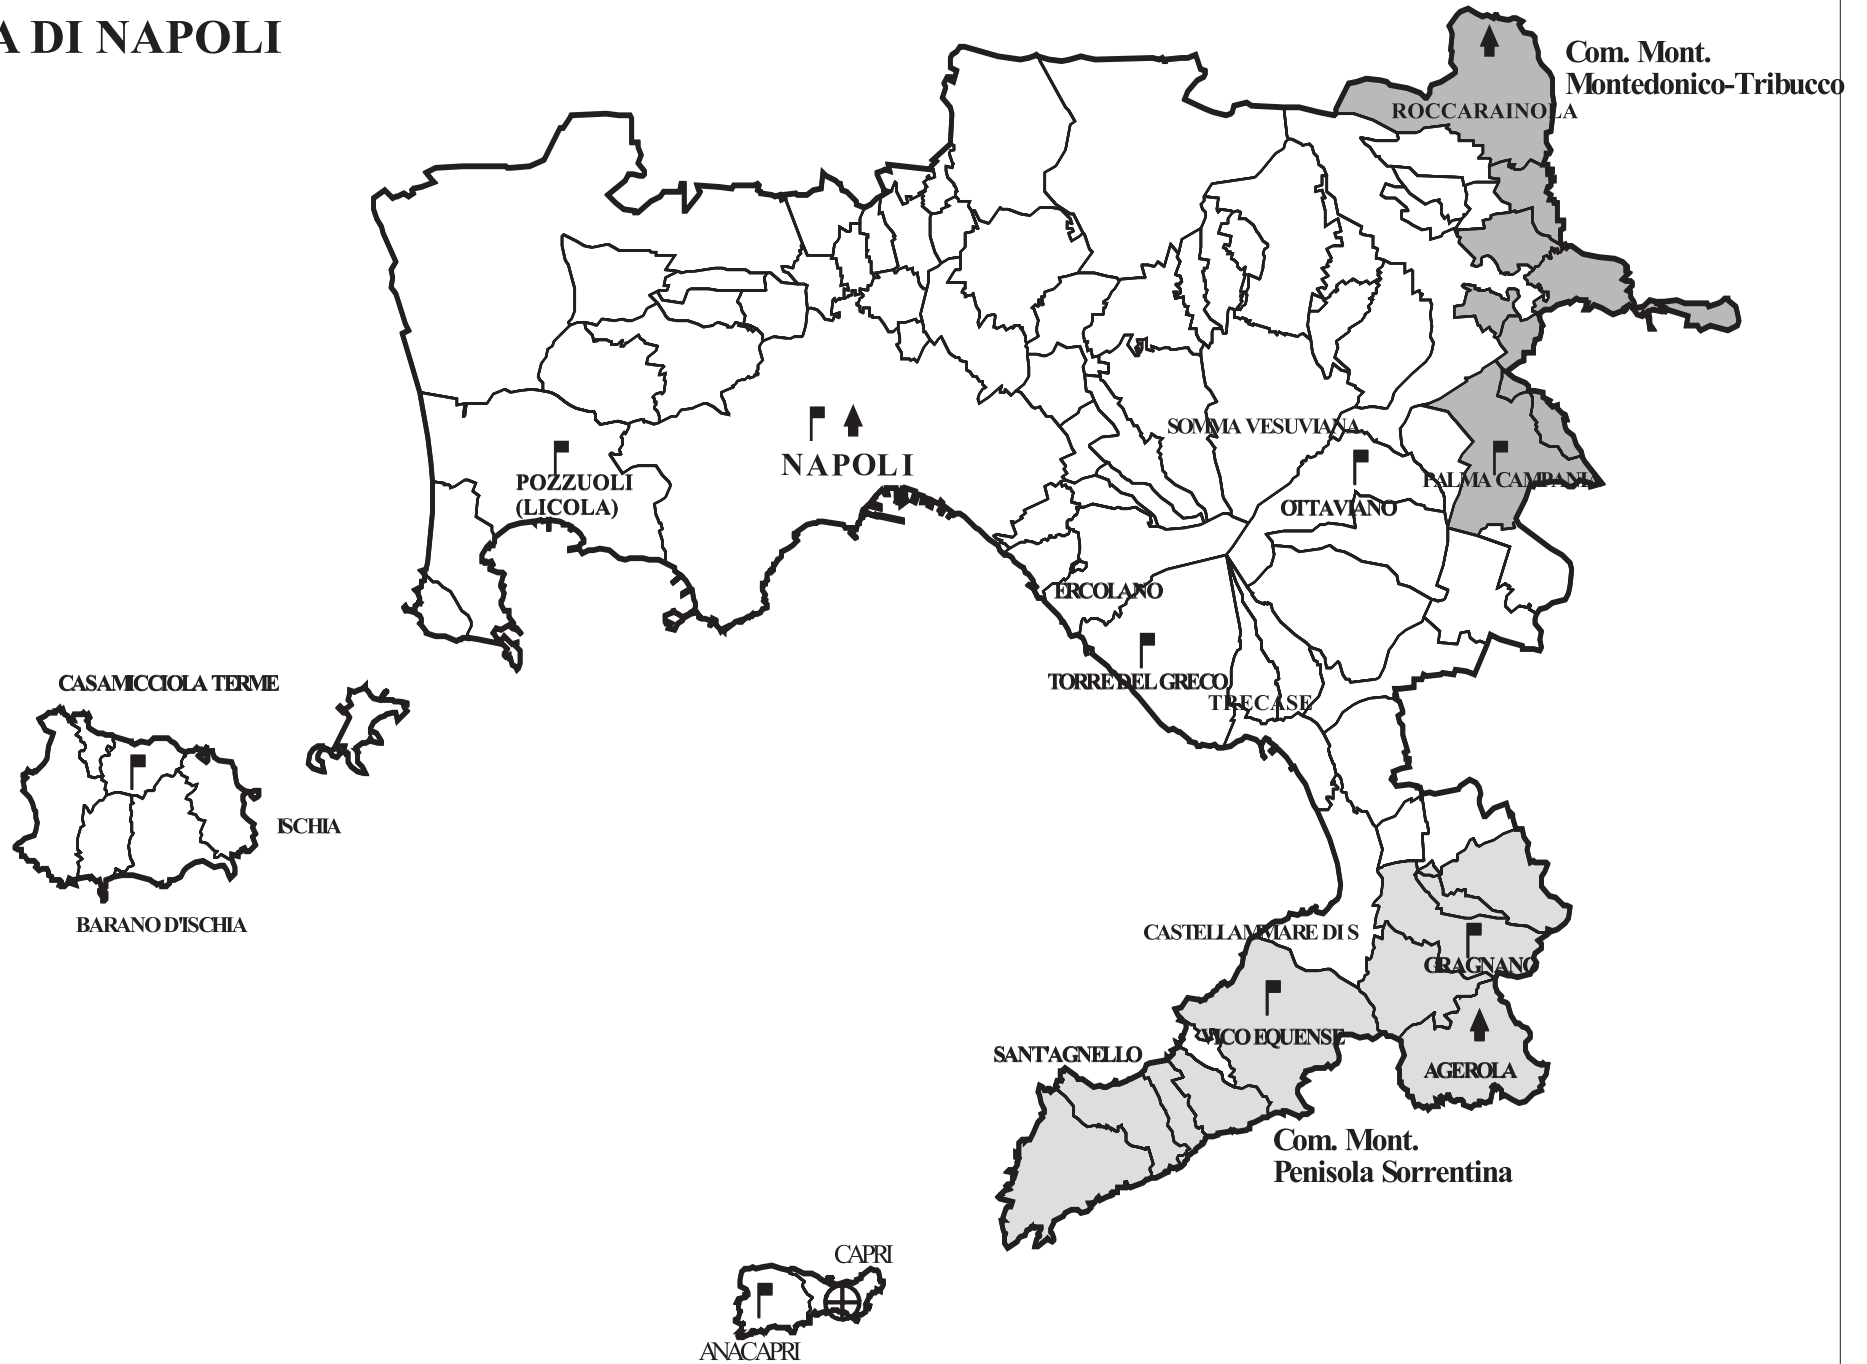 A DI NAPOLI
Com. Mont.
Montedonico-Tribucco
ROCCARAINOLA
SOMMA VESUVIANA
NAPOLI
POZZUOLI
(LICOLA)
PALMA CAMPANIA
OTTAVIANO
ERCOLANO
TORRE DEL GRECO
TRECASE
CASAMICCIOLA TERME
ISCHIA
BARANO D'ISCHIA
CASTELLAMMARE DI S
GRAGNANO
VICO EQUENSE
SANT'AGNELLO
AGEROLA
Com. Mont.
Penisola Sorrentina
CAPRI
ANACAPRI